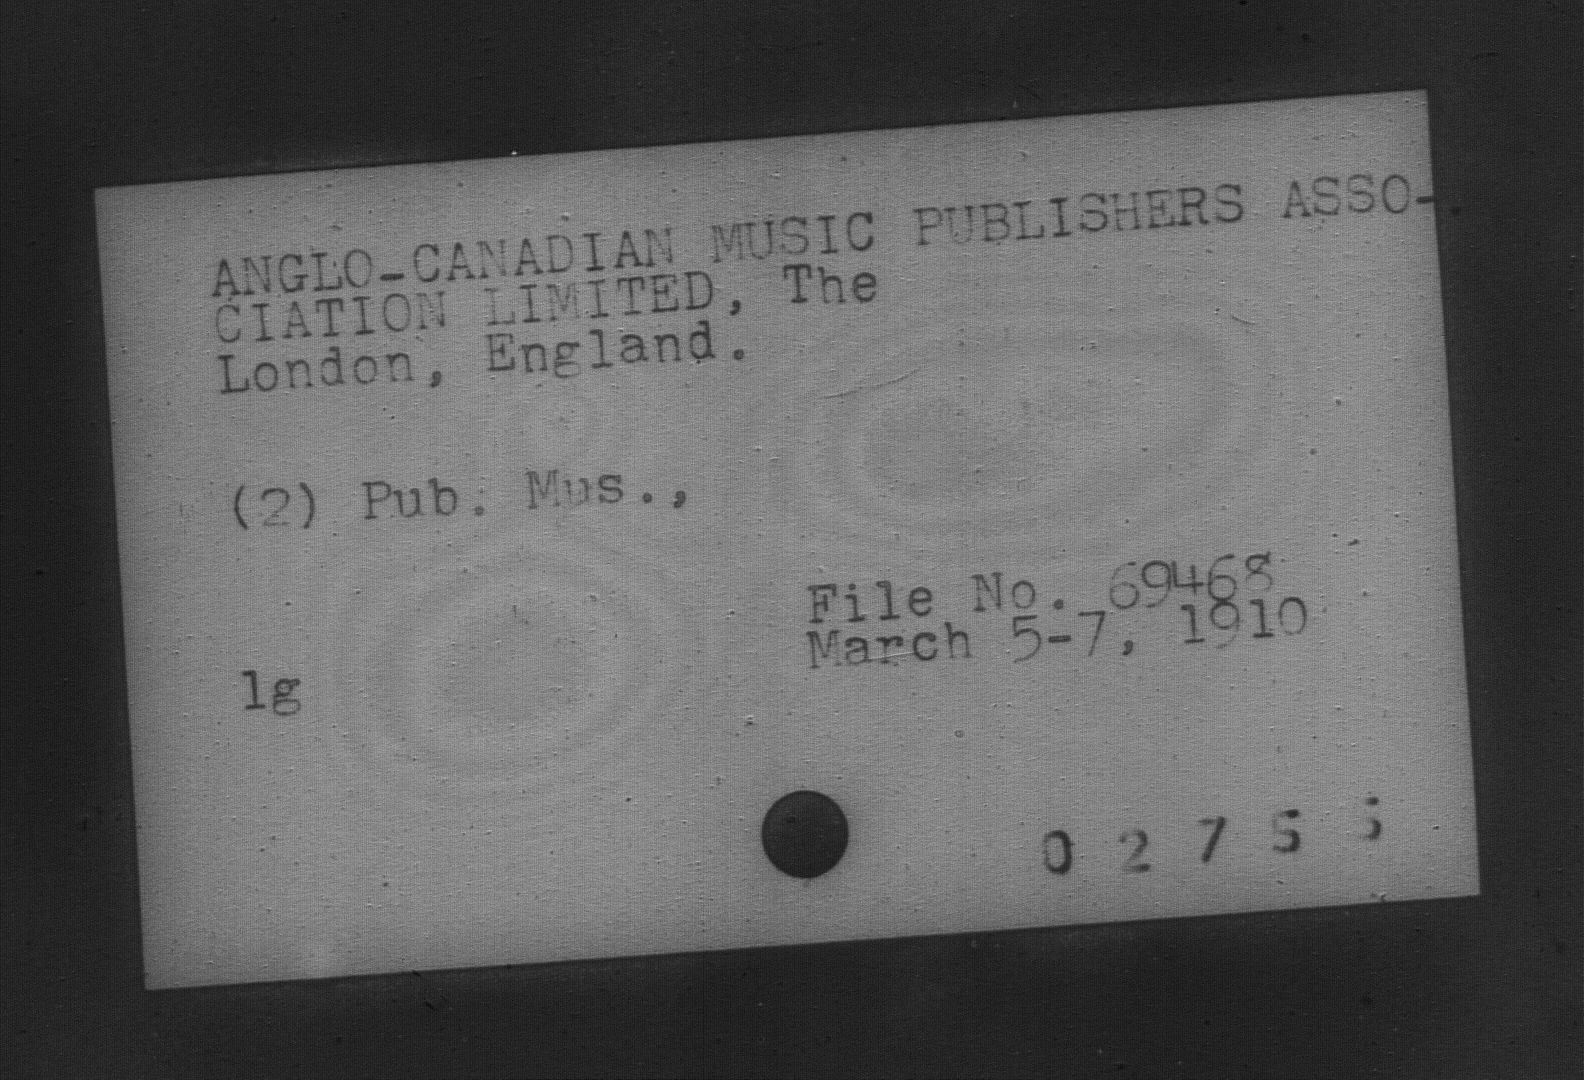 ANGLO-CANADIAN MUSIC PUBLISHERS ASSO-
CIATION LIMITED, The
London, England.
(2) Pub. Mus.,
File No. 69468
March 5-7, 1910
lg
0 2 7 5